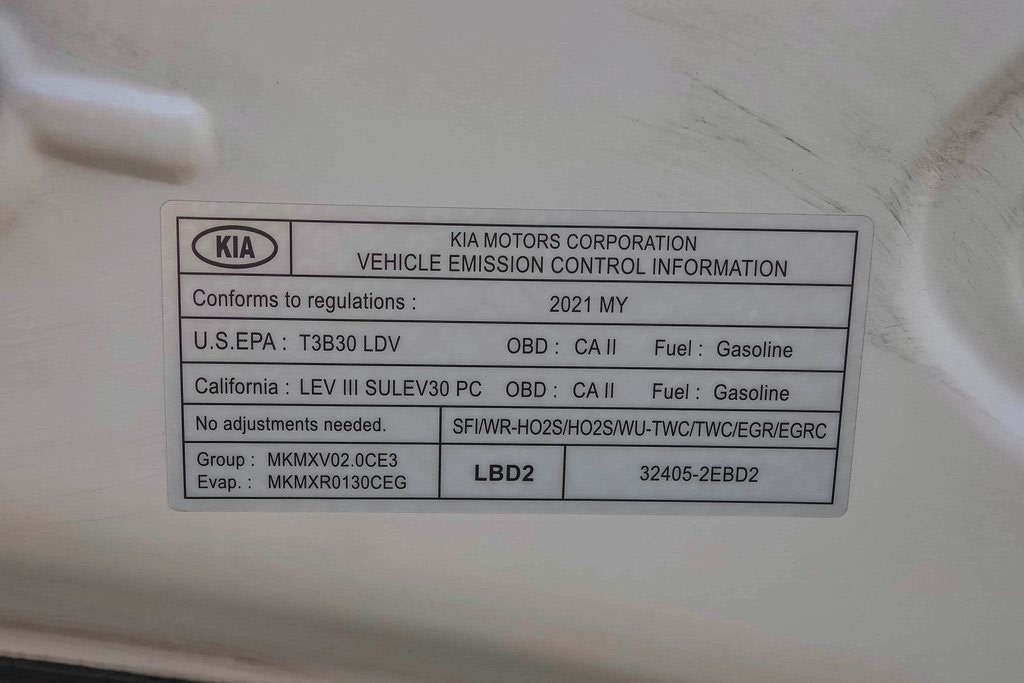 KIA
KIA MOTORS CORPORATION
VEHICLE EMISSION CONTROL INFORMATION
Conforms to regulations : 2021 MY
U.S.EPA : T3B30 LDV OBD : CA II Fuel : Gasoline
California : LEV III SULEV30 PC OBD : CA II Fuel : Gasoline
No adjustments needed. SFI/WR-HO2S/HO2S/WU-TWC/TWC/EGR/EGRC
Group : MKMXV02.0CE3
Evap. : MKMXR0130CEG
LBD2 32405-2EBD2